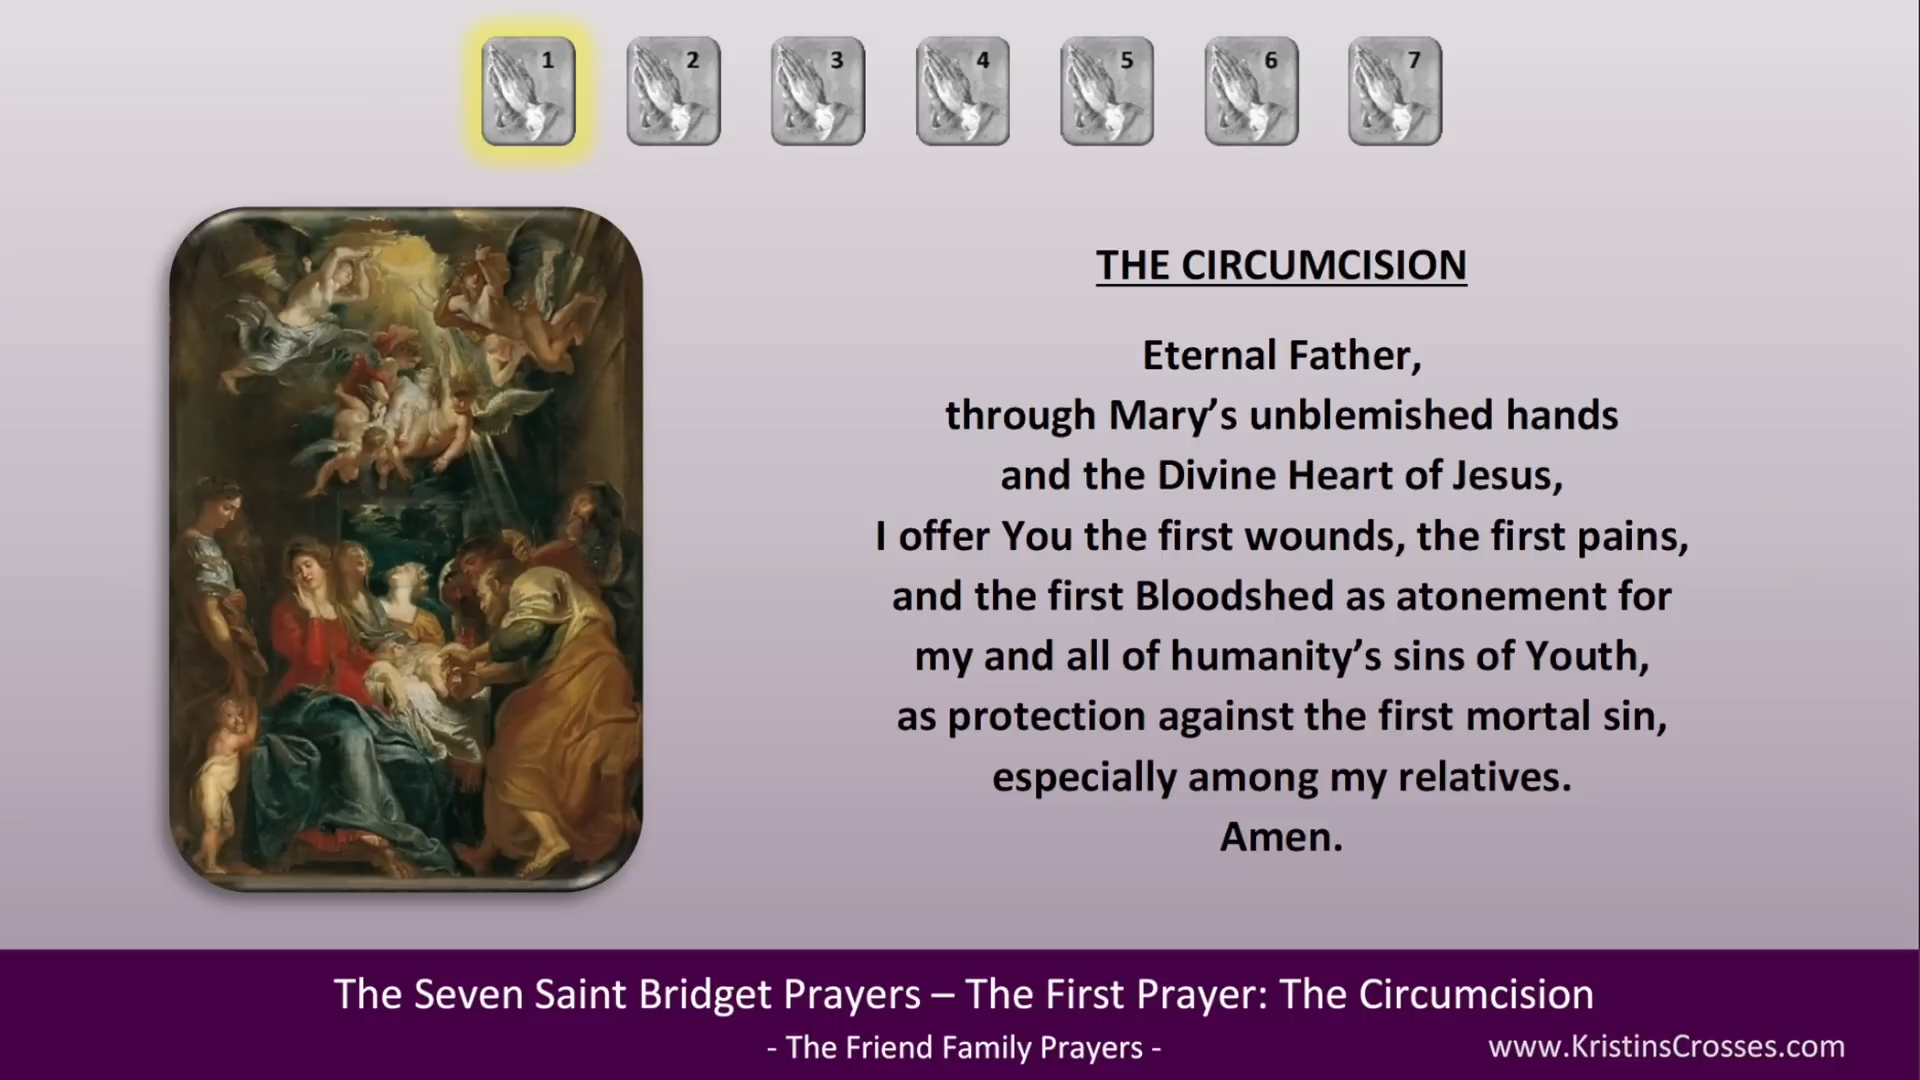 1 2 3 4 5 6 7
THE CIRCUMCISION
Eternal Father,
through Mary’s unblemished hands
and the Divine Heart of Jesus,
I offer You the first wounds, the first pains,
and the first Bloodshed as atonement for
my and all of humanity’s sins of Youth,
as protection against the first mortal sin,
especially among my relatives.
Amen.
The Seven Saint Bridget Prayers – The First Prayer: The Circumcision
- The Friend Family Prayers -
www.KristinsCrosses.com